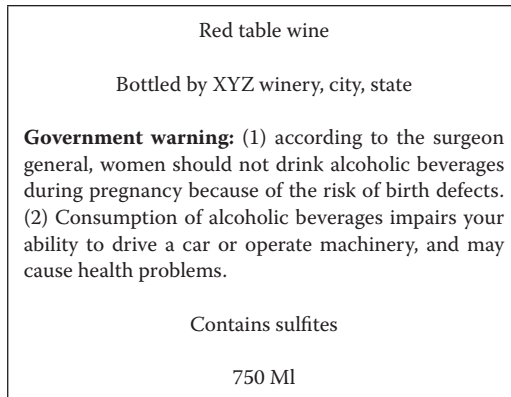 Red table wine
Bottled by XYZ winery, city, state
Government warning: (1) according to the surgeon
general, women should not drink alcoholic beverages
during pregnancy because of the risk of birth defects.
(2) Consumption of alcoholic beverages impairs your
ability to drive a car or operate machinery, and may
cause health problems.
Contains sulfites
750 Ml